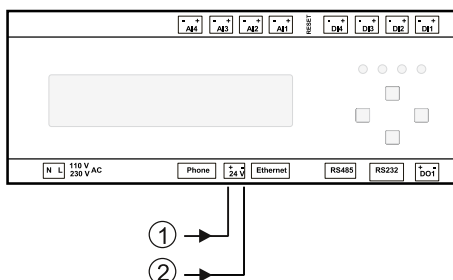 - + - + - + - + RESET - + - + - + - +
AI4 AI3 AI2 AI1 DI4 DI3 DI2 DI1
N L 110 V 230 V AC Phone + - 24 V Ethernet RS485 RS232 + - DO1
1
2